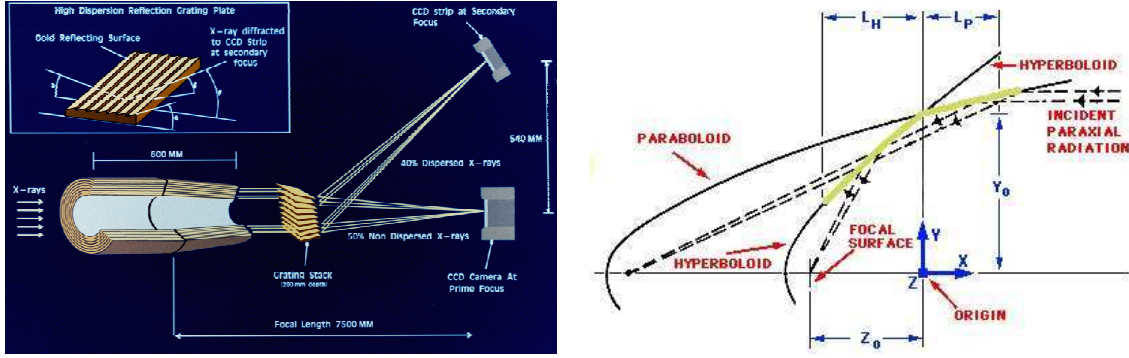 High Dispersion Reflection Grating Plate
Gold Reflecting Surface
X-ray diffracted
to CCD Strip
at secondary
focus
CCD strip at Secondary
Focus
540 MM
600 MM
40% Dispersed X-rays
X-rays
50% Non Dispersed X-rays
Grating Stack
(200 mm depth)
CCD Camera At
Prime Focus
Focal Length 7500 MM
L H
L P
HYPERBOLOID
INCIDENT
PARAXIAL
RADIATION
PARABOLOID
Y O
FOCAL
SURFACE
Y
HYPERBOLOID
X
Z
ORIGIN
Z O